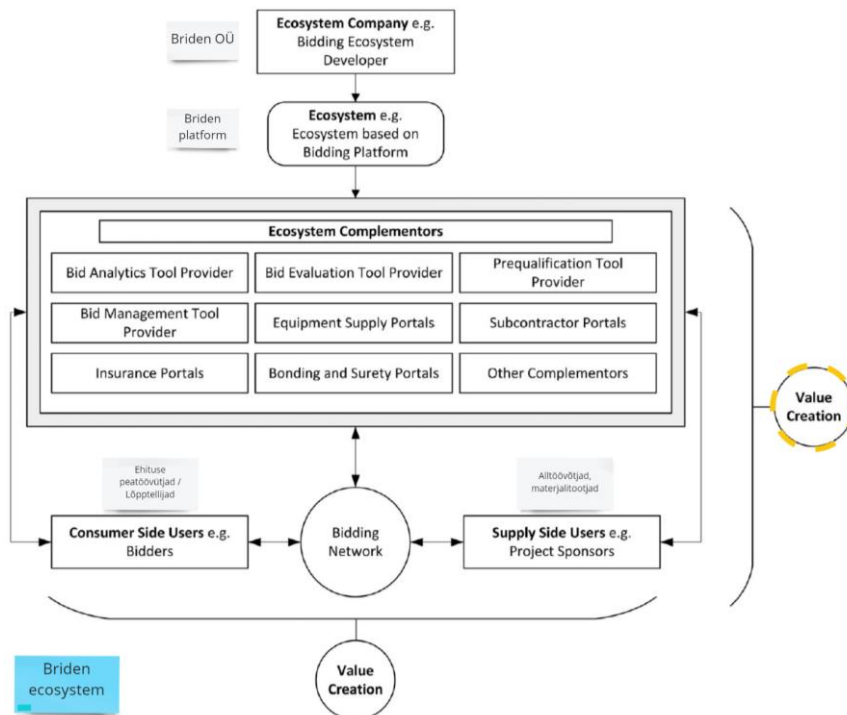 Briden OÜ
Ecosystem Company e.g.
Bidding Ecosystem
Developer
Briden
platform
Ecosystem e.g.
Ecosystem based on
Bidding Platform
Ecosystem Complementors
Bid Analytics Tool Provider
Bid Evaluation Tool Provider
Prequalification Tool
Provider
Bid Management Tool
Provider
Equipment Supply Portals
Subcontractor Portals
Insurance Portals
Bonding and Surety Portals
Other Complementors
Value
Creation
Ehituse
peatöövütjad /
Lõpptellijad
Alltöövõtjad,
materjalitootjad
Consumer Side Users e.g.
Bidders
Bidding
Network
Supply Side Users e.g.
Project Sponsors
Value
Creation
Briden
ecosystem